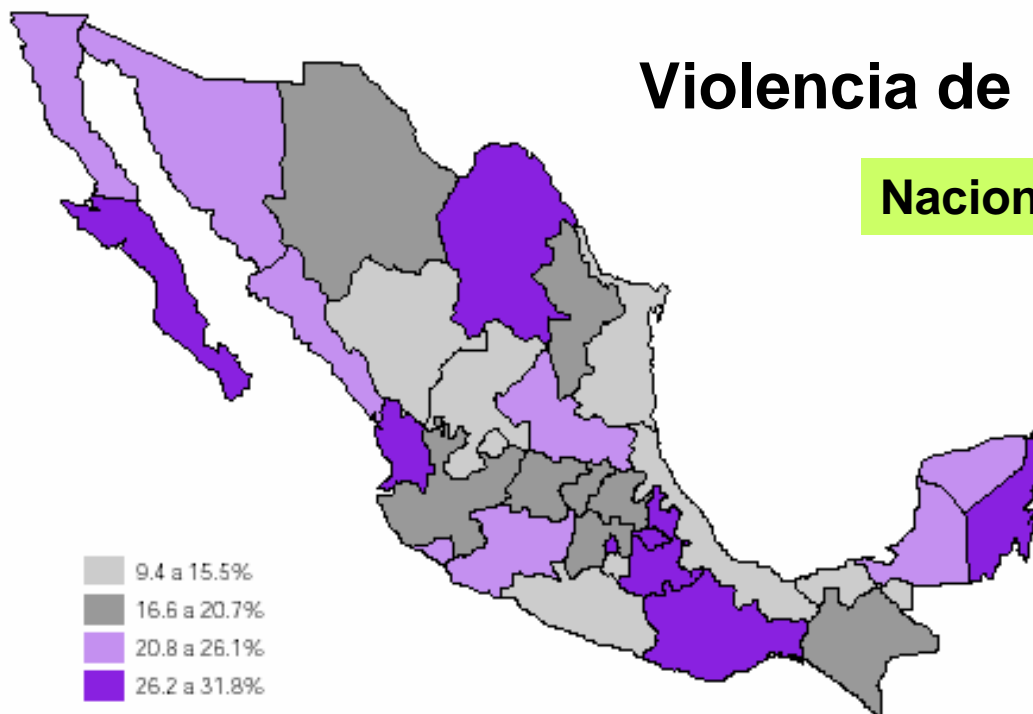 Violencia de
Nacion
9.4 a 15.5%
16.6 a 20.7%
20.8 a 26.1%
26.2 a 31.8%